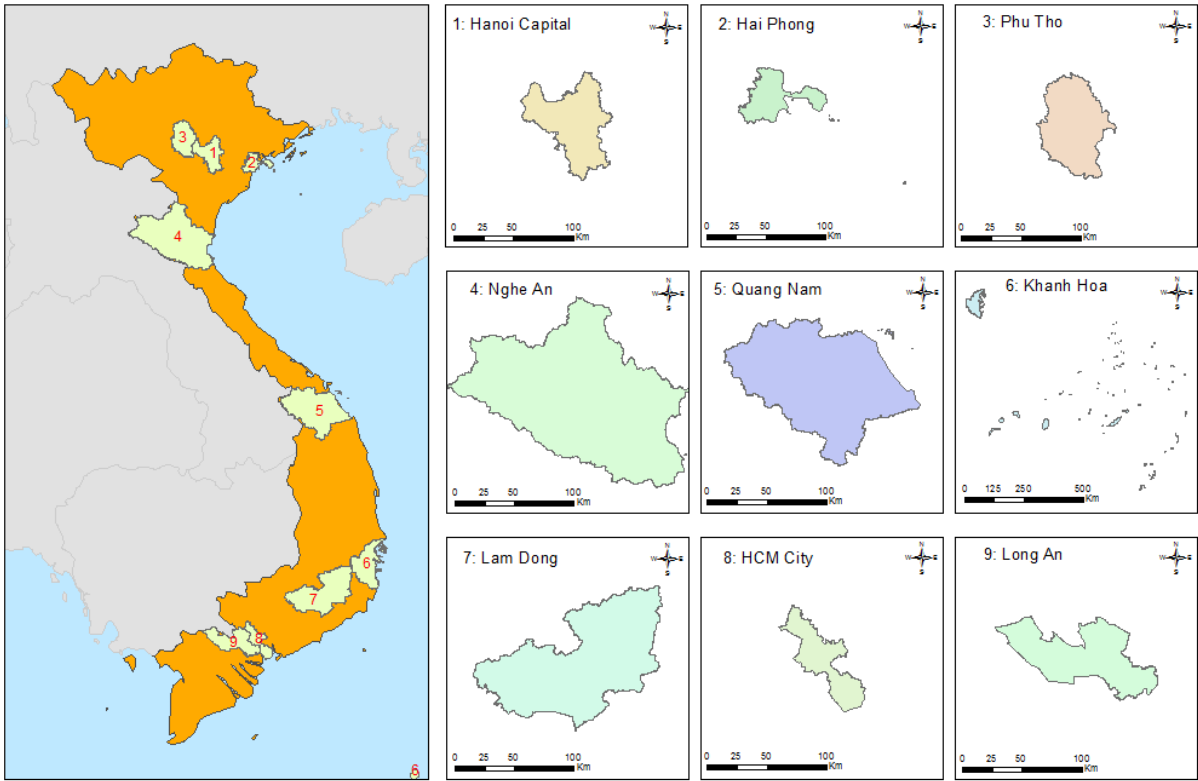 3
1
2
4
5
6
7
9
8
6
1: Hanoi Capital
N
W E
S
0 25 50 100
Km
2: Hai Phong
N
W E
S
0 25 50 100
Km
3: Phu Tho
N
W E
S
0 25 50 100
Km
4: Nghe An
N
W E
S
0 25 50 100
Km
5: Quang Nam
N
W E
S
0 25 50 100
Km
6: Khanh Hoa
N
W E
S
0 125 250 500
Km
7: Lam Dong
N
W E
S
0 25 50 100
Km
8: HCM City
N
W E
S
0 25 50 100
Km
9: Long An
N
W E
S
0 25 50 100
Km